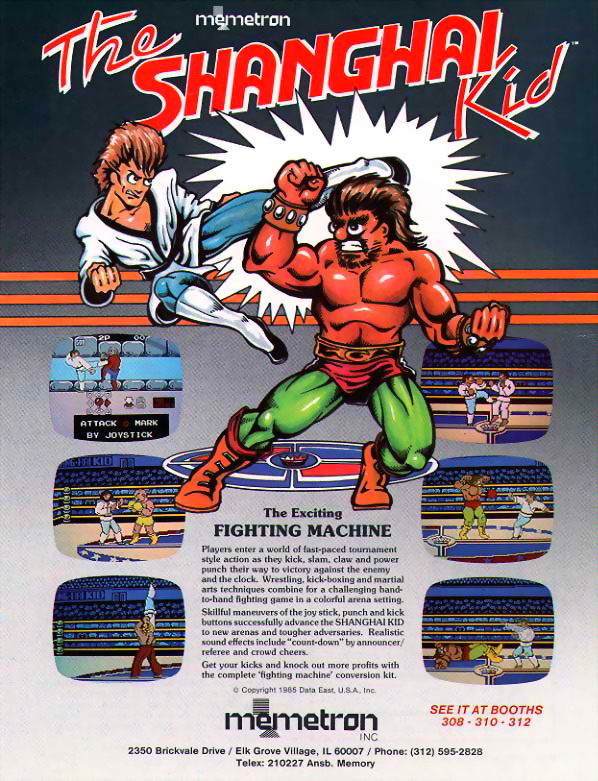 memetron
The
SHANGHAI
Kid
™
2P 00
ATTACK MARK
BY JOYSTICK
KID
The Exciting
FIGHTING MACHINE
Players enter a world of fast-paced tournament
style action as they kick, slam, claw and power
punch their way to victory against the enemy
and the clock. Wrestling, kick-boxing and martial
arts techniques combine for a challenging hand-
to-hand fighting game in a colorful arena setting.
Skillful maneuvers of the joy stick, punch and kick
buttons successfully advance the SHANGHAI KID
to new arenas and tougher adversaries. Realistic
sound effects include "count-down" by announcer/
referee and crowd cheers.
Get your kicks and knock out more profits with
the complete 'fighting machine' conversion kit.
© Copyright 1985 Data East, U.S.A., Inc.
memetron
INC
SEE IT AT BOOTHS
308 - 310 - 312
2350 Brickvale Drive / Elk Grove Village, IL 60007 / Phone: (312) 595-2828
Telex: 210227 Ansb. Memory